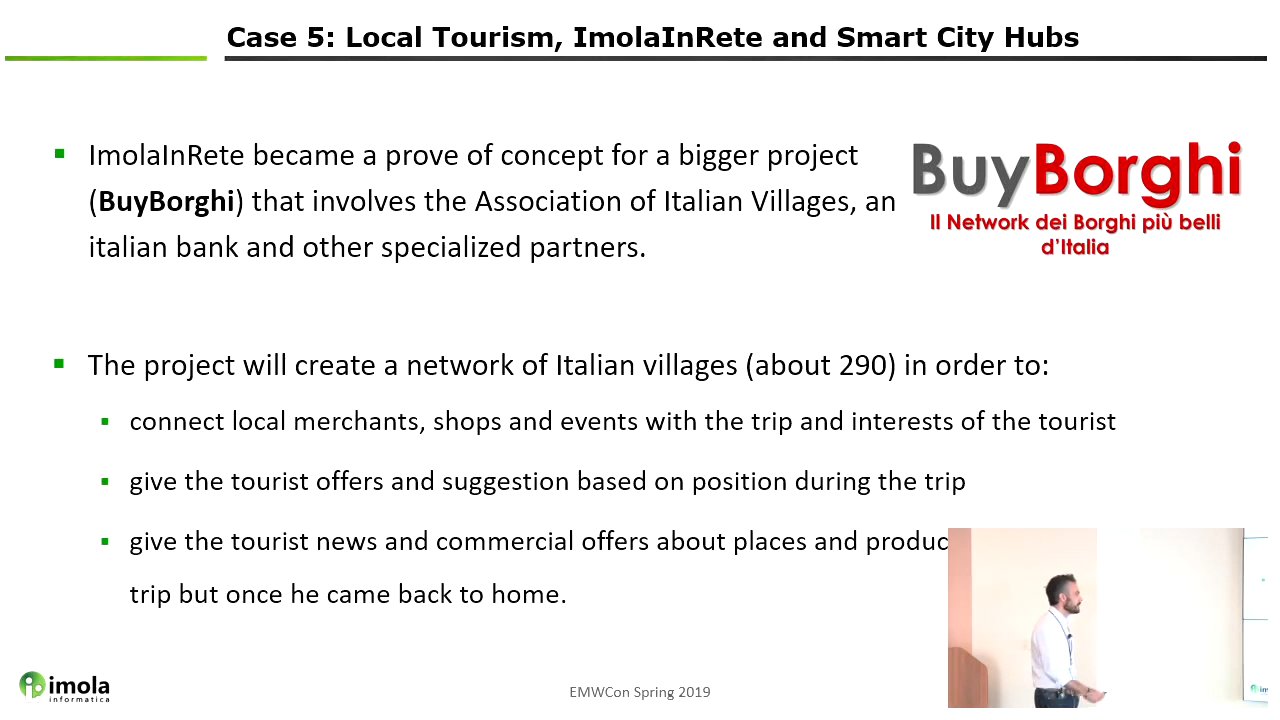 Case 5: Local Tourism, ImolaInRete and Smart City Hubs
ImolaInRete became a prove of concept for a bigger project
(BuyBorghi) that involves the Association of Italian Villages, an
italian bank and other specialized partners.
BuyBorghi
Il Network dei Borghi più belli
d'Italia
The project will create a network of Italian villages (about 290) in order to:
connect local merchants, shops and events with the trip and interests of the tourist
give the tourist offers and suggestion based on position during the trip
give the tourist news and commercial offers about places and produc
trip but once he came back to home.
imola
informatica
EMWCon Spring 2019